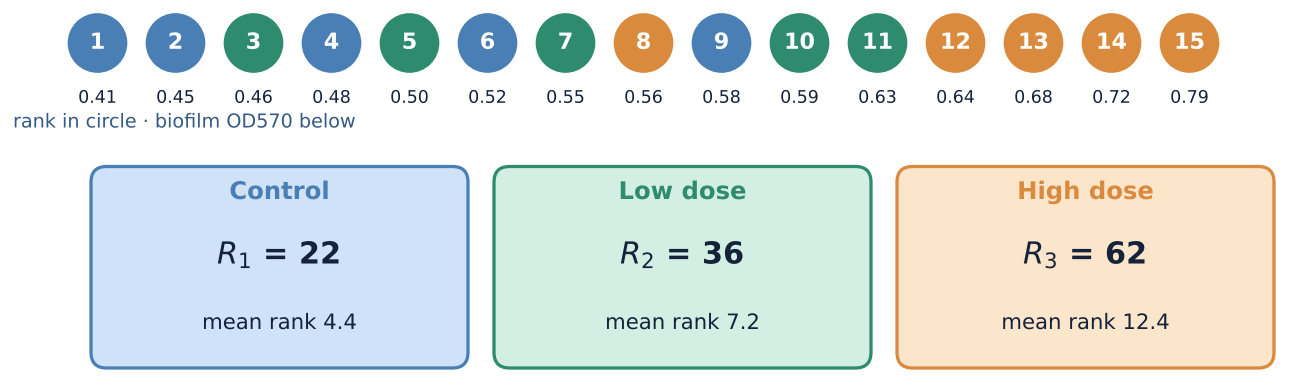 1 2 3 4 5 6 7 8 9 10 11 12 13 14 15
0.41 0.45 0.46 0.48 0.50 0.52 0.55 0.56 0.58 0.59 0.63 0.64 0.68 0.72 0.79
rank in circle · biofilm OD570 below
Control Low dose High dose
R₁ = 22 R₂ = 36 R₃ = 62
mean rank 4.4 mean rank 7.2 mean rank 12.4